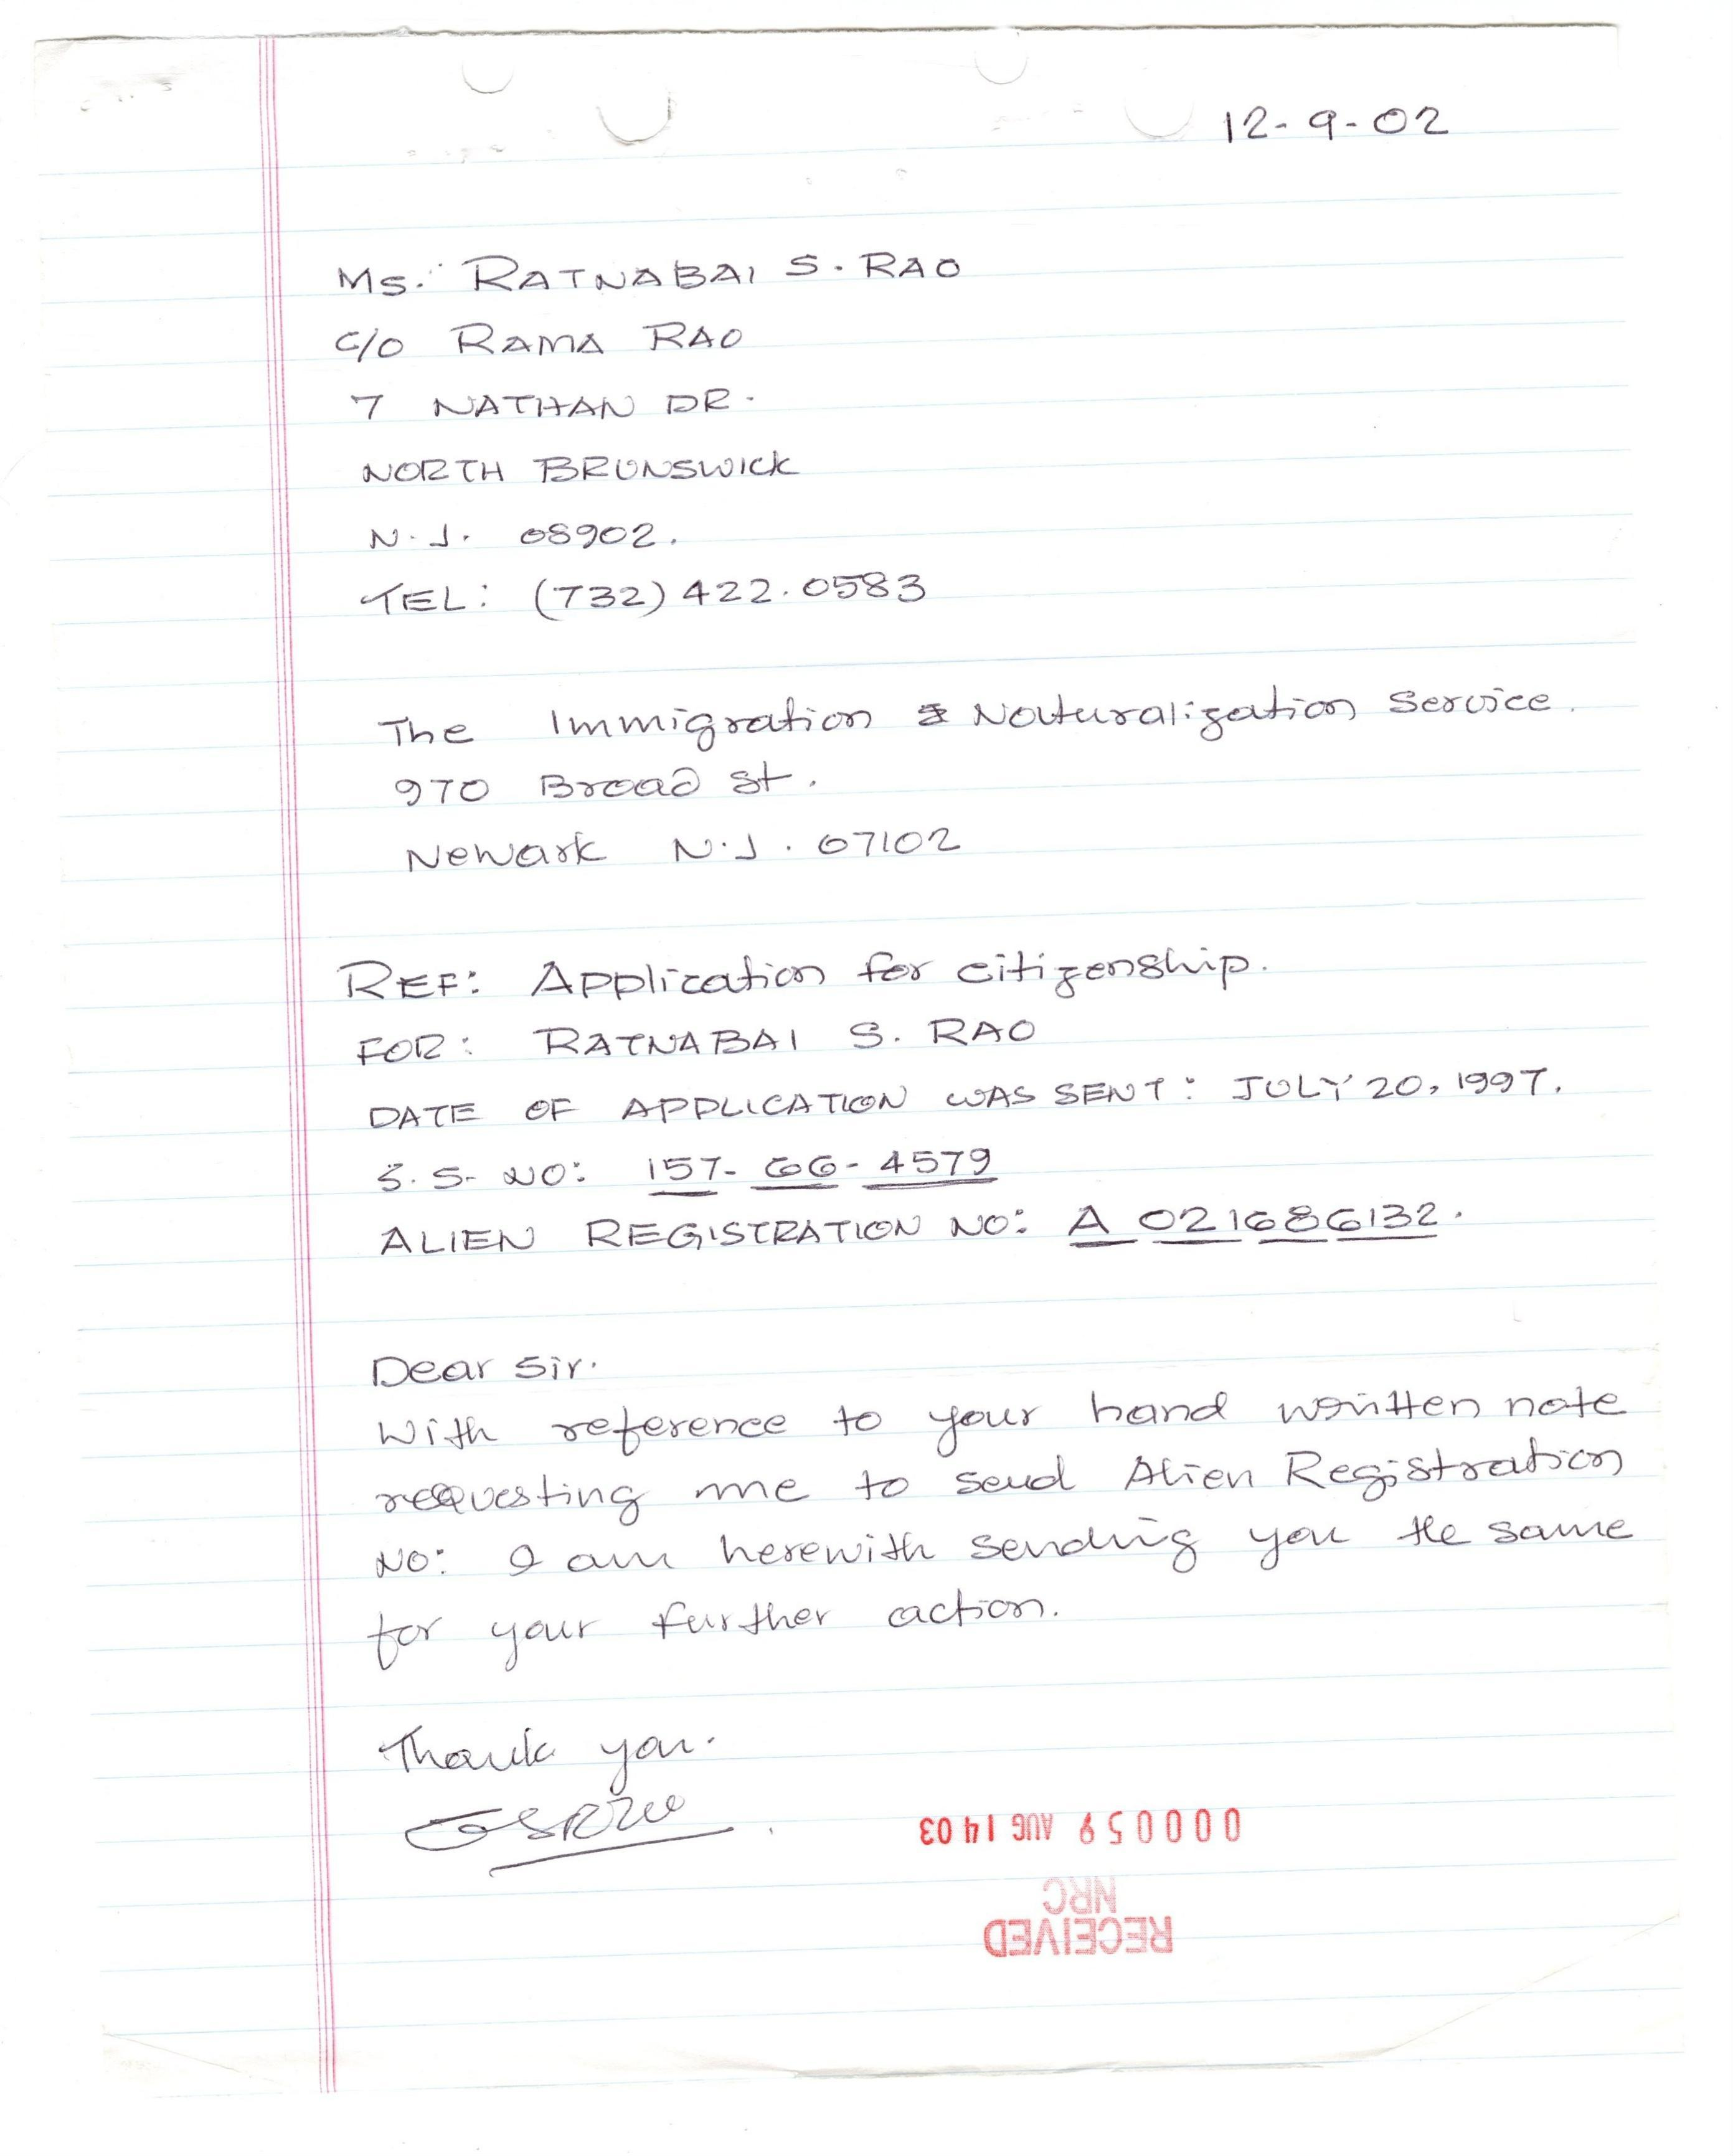 12-9-02
Ms. RATNABAI S. RAO
C/O RAMA RAO
7 NATHAN DR.
NORTH BRUNSWICK
N.J. 08902.
TEL: (732) 422.0583
The Immigration & Naturalization Service.
970 Broad St.
Newark N.J. 07102
REF: Application for citizenship.
FOR: RATNABAI S. RAO
DATE OF APPLICATION WAS SENT: JULY 20, 1997.
S.S. NO: 157-66-4579
ALIEN REGISTRATION NO: A 021686132.
Dear Sir.
With reference to your hand written note
requesting me to send Alien Registration
NO: I am herewith sending you the same
for your further action.
Thank you.
000059 AUG 14 03
NRC
RECEIVED